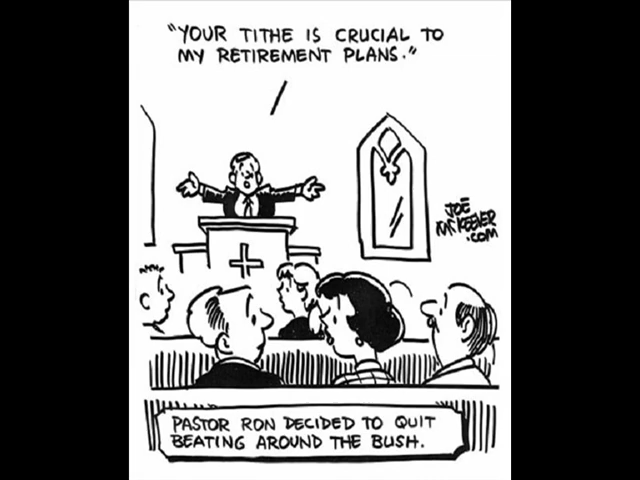 "YOUR TITHE IS CRUCIAL TO
MY RETIREMENT PLANS."
JOE
MCKEEVER
.COM
PASTOR RON DECIDED TO QUIT
BEATING AROUND THE BUSH.